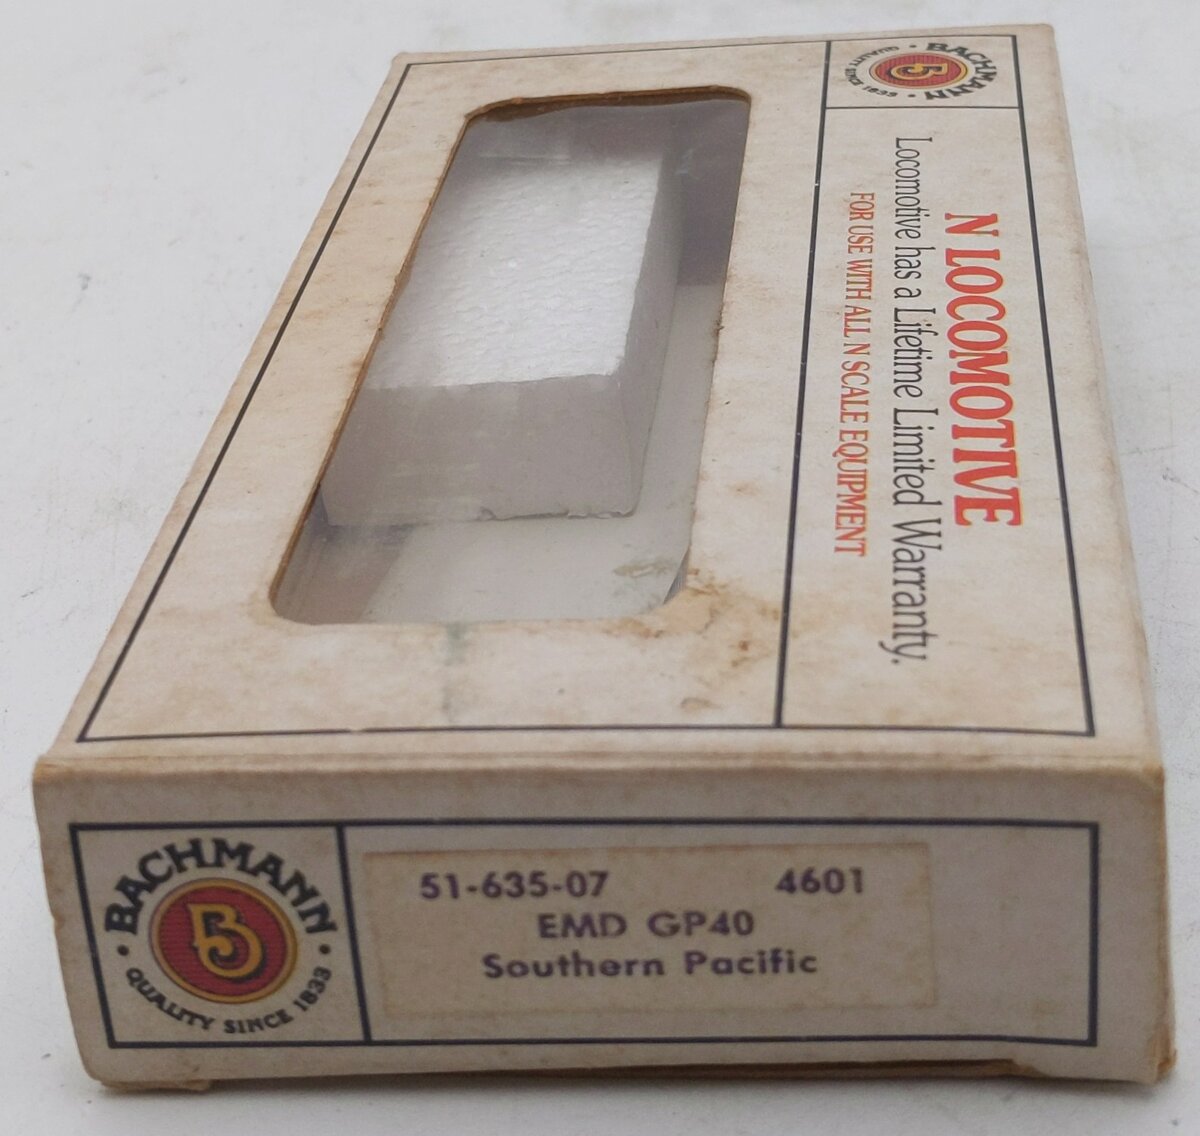 BACHMANN
QUALITY SINCE 1833
B
N LOCOMOTIVE
Locomotive has a Lifetime Limited Warranty.
FOR USE WITH ALL N SCALE EQUIPMENT
BACHMANN
B
QUALITY SINCE 1833
51-635-07 4601
EMD GP40
Southern Pacific